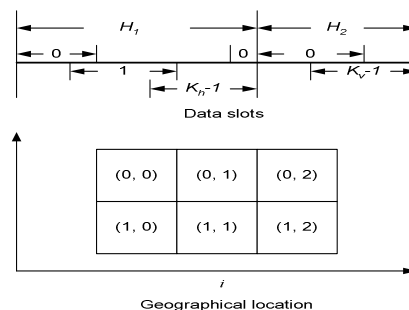 H1 H2
0 0 0
1 Kh-1 Kv-1
Data slots
(0, 0) (0, 1) (0, 2)
(1, 0) (1, 1) (1, 2)
i
Geographical location